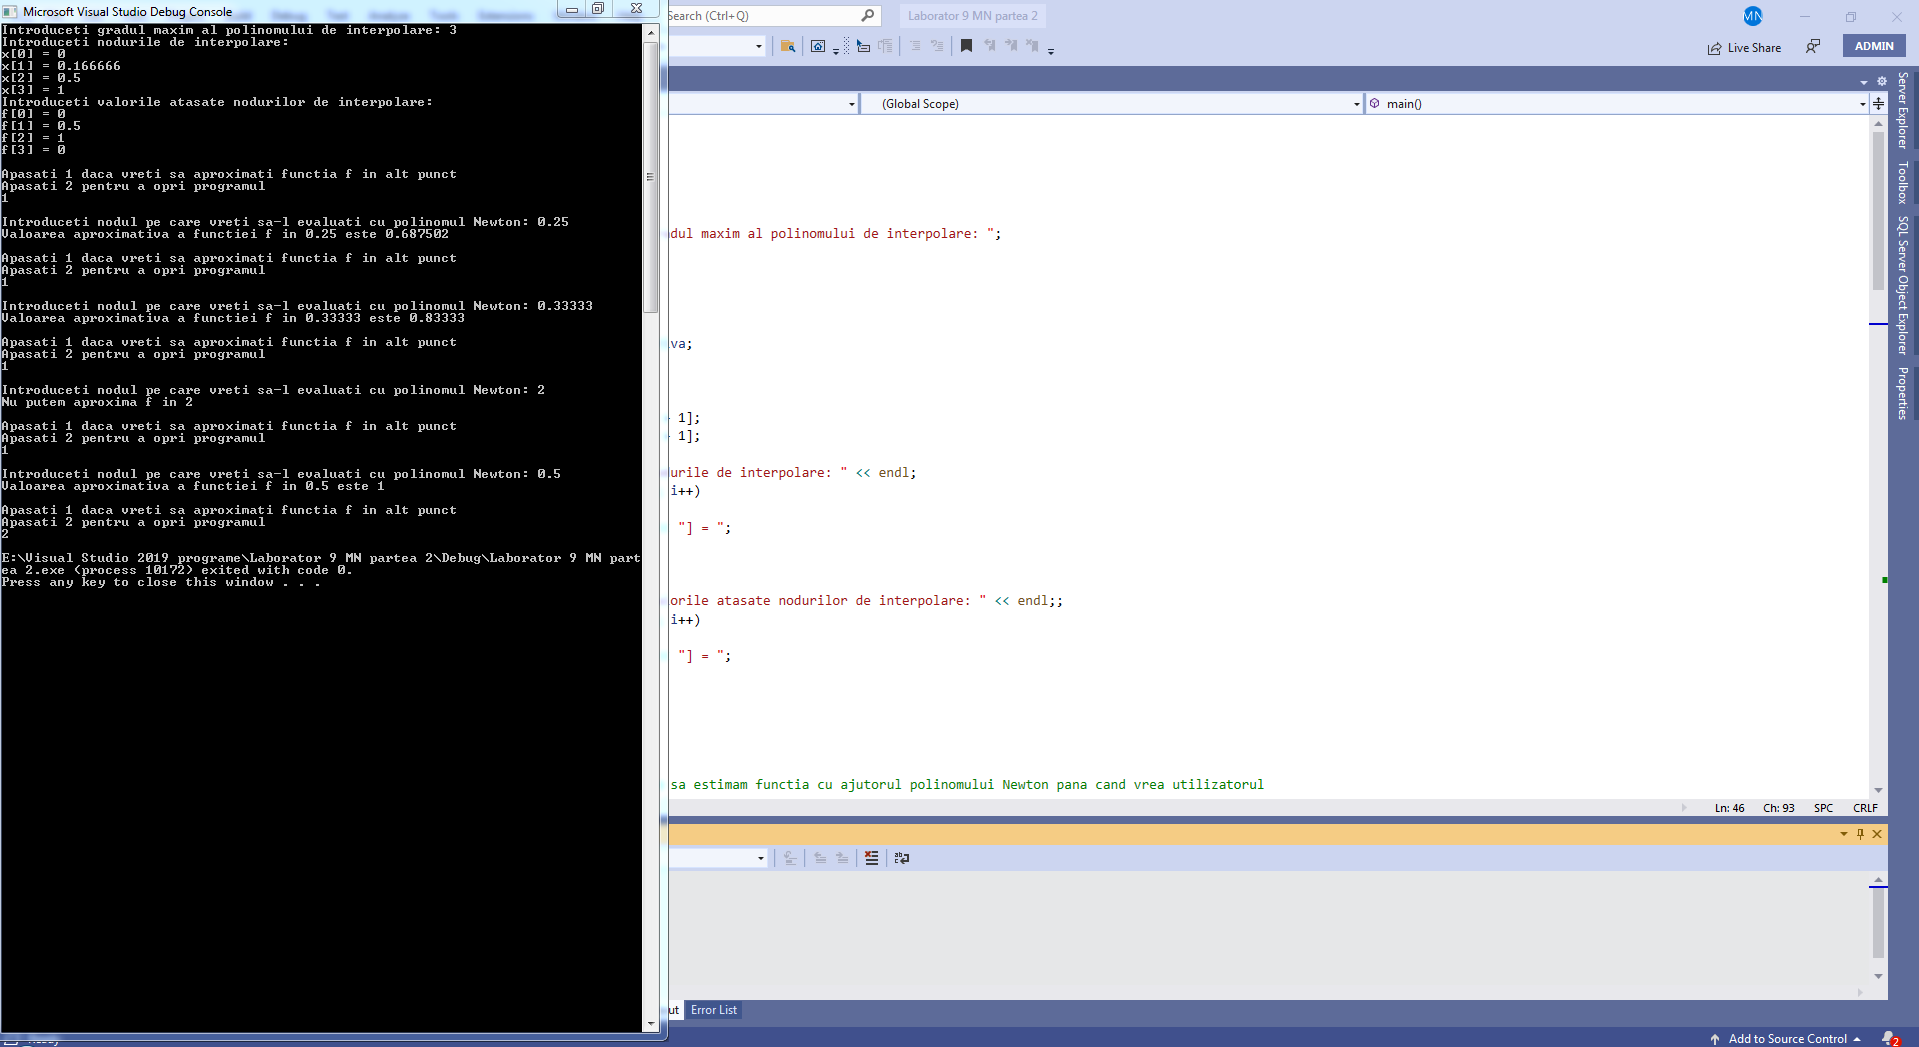 Microsoft Visual Studio Debug Console
Introduceti gradul maxim al polinomului de interpolare: 3
Introduceti nodurile de interpolare:
x[0] = 0
x[1] = 0.166666
x[2] = 0.5
x[3] = 1
Introduceti valorile atasate nodurilor de interpolare:
f[0] = 0
f[1] = 0.5
f[2] = 1
f[3] = 0
Apasati 1 daca vreti sa aproximati functia f in alt punct
Apasati 2 pentru a opri programul
1
Introduceti nodul pe care vreti sa-l evaluati cu polinomul Newton: 0.25
Valoarea aproximativa a functiei f in 0.25 este 0.687502
Apasati 1 daca vreti sa aproximati functia f in alt punct
Apasati 2 pentru a opri programul
1
Introduceti nodul pe care vreti sa-l evaluati cu polinomul Newton: 0.33333
Valoarea aproximativa a functiei f in 0.33333 este 0.83333
Apasati 1 daca vreti sa aproximati functia f in alt punct
Apasati 2 pentru a opri programul
1
Introduceti nodul pe care vreti sa-l evaluati cu polinomul Newton: 2
Nu putem aproxima f in 2
Apasati 1 daca vreti sa aproximati functia f in alt punct
Apasati 2 pentru a opri programul
1
Introduceti nodul pe care vreti sa-l evaluati cu polinomul Newton: 0.5
Valoarea aproximativa a functiei f in 0.5 este 1
Apasati 1 daca vreti sa aproximati functia f in alt punct
Apasati 2 pentru a opri programul
2
E:\Visual Studio 2019 programe\Laborator 9 MN partea 2\Debug\Laborator 9 MN part
ea 2.exe (process 10172) exited with code 0.
Press any key to close this window . . .
Search (Ctrl+Q)
Laborator 9 MN partea 2
MN
Live Share
ADMIN
(Global Scope)
main()
dul maxim al polinomului de interpolare: ";
va;
1];
1];
urile de interpolare: " << endl;
i++)
"] = ";
orile atasate nodurilor de interpolare: " << endl;;
i++)
"] = ";
sa estimam functia cu ajutorul polinomului Newton pana cand vrea utilizatorul
Ln: 46 Ch: 93 SPC CRLF
ut Error List
Add to Source Control
2
Server Explorer
Toolbox
SQL Server Object Explorer
Properties